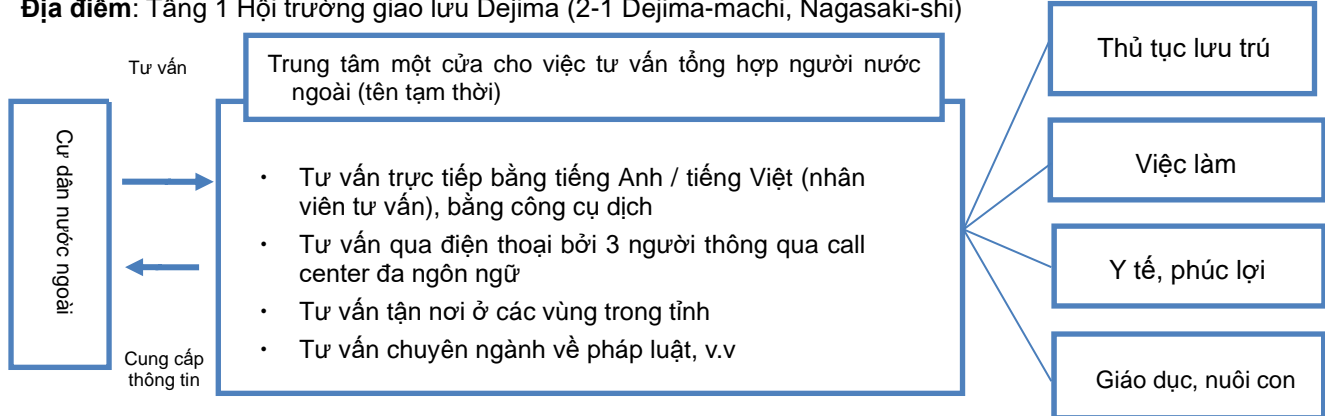 Địa điểm: Tầng 1 Hội trường giao lưu Dejima (2-1 Dejima-machi, Nagasaki-shi)
Tư vấn
Cư dân nước ngoài
Cung cấp
thông tin
Trung tâm một cửa cho việc tư vấn tổng hợp người nước
ngoài (tên tạm thời)
・ Tư vấn trực tiếp bằng tiếng Anh / tiếng Việt (nhân
viên tư vấn), bằng công cụ dịch
・ Tư vấn qua điện thoại bởi 3 người thông qua call
center đa ngôn ngữ
・ Tư vấn tận nơi ở các vùng trong tỉnh
・ Tư vấn chuyên ngành về pháp luật, v.v
Thủ tục lưu trú
Việc làm
Y tế, phúc lợi
Giáo dục, nuôi con